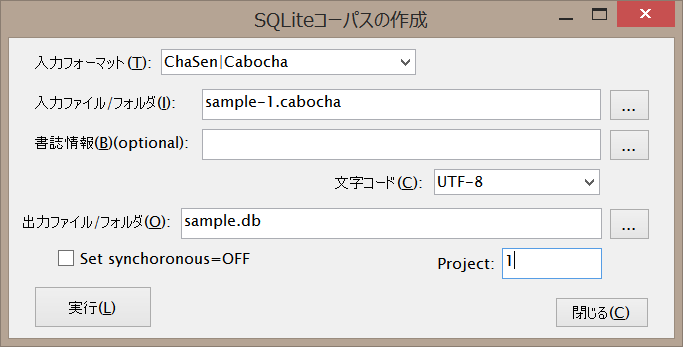 SQLiteコーパスの作成
入力フォーマット(T): ChaSen|Cabocha
入力ファイル/フォルダ(I): sample-1.cabocha ...
書誌情報(B)(optional): ...
文字コード(C): UTF-8
出力ファイル/フォルダ(O): sample.db ...
Set synchoronous=OFF Project: 1
実行(L) 閉じる(C)